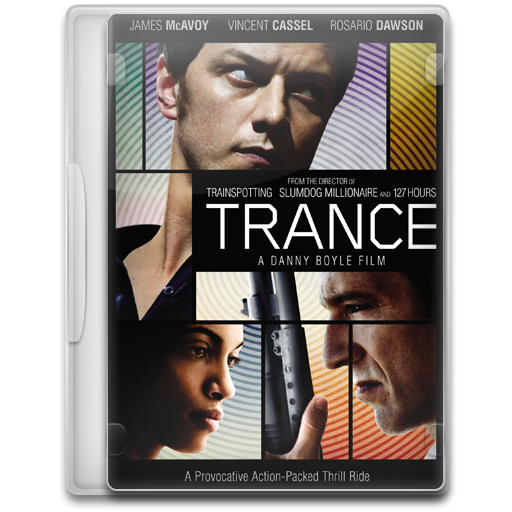 JAMES McAVOY VINCENT CASSEL ROSARIO DAWSON
FROM THE DIRECTOR OF
TRAINSPOTTING SLUMDOG MILLIONAIRE AND 127 HOURS
TRANCE
A DANNY BOYLE FILM
A Provocative Action-Packed Thrill Ride